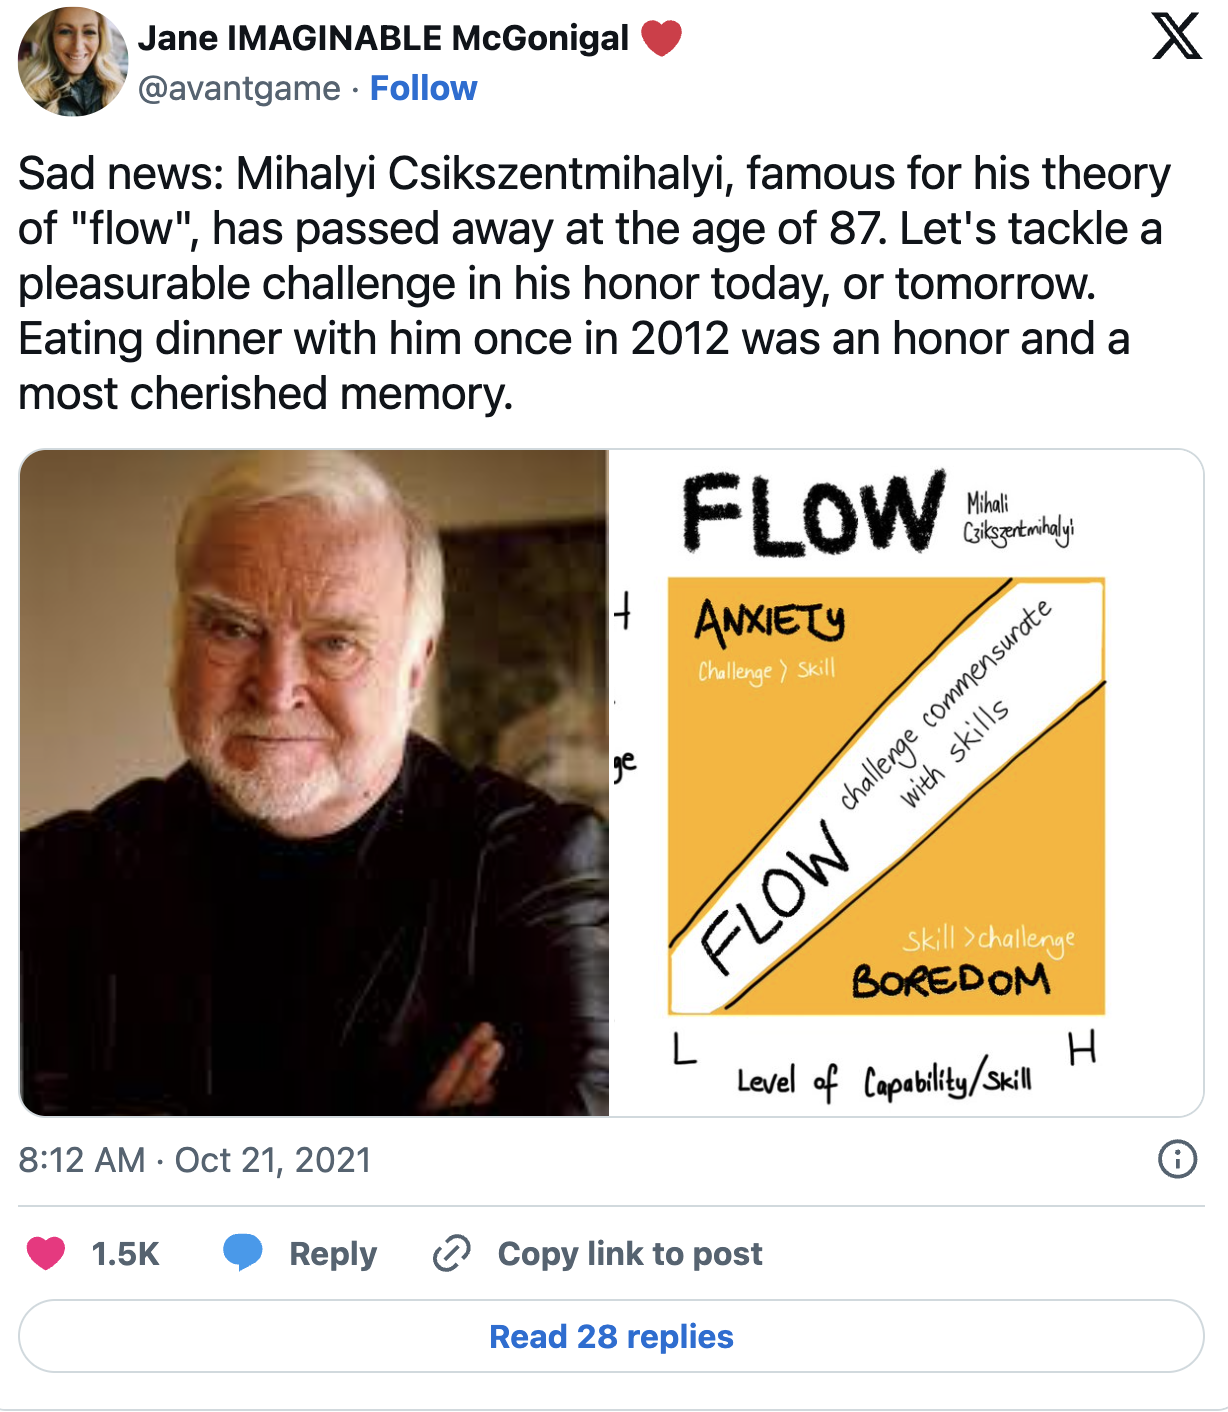 Jane IMAGINABLE McGonigal ❤️
@avantgame · Follow
Sad news: Mihalyi Csikszentmihalyi, famous for his theory
of "flow", has passed away at the age of 87. Let's tackle a
pleasurable challenge in his honor today, or tomorrow.
Eating dinner with him once in 2012 was an honor and a
most cherished memory.
FLOW
Mihali
Czikszentmihalyi
H
ANXIETY
Challenge > Skill
challenge commensurate
with skills
ge
FLOW
skill > challenge
BOREDOM
L
H
Level of Capability/Skill
8:12 AM · Oct 21, 2021
1.5K
Reply
Copy link to post
Read 28 replies